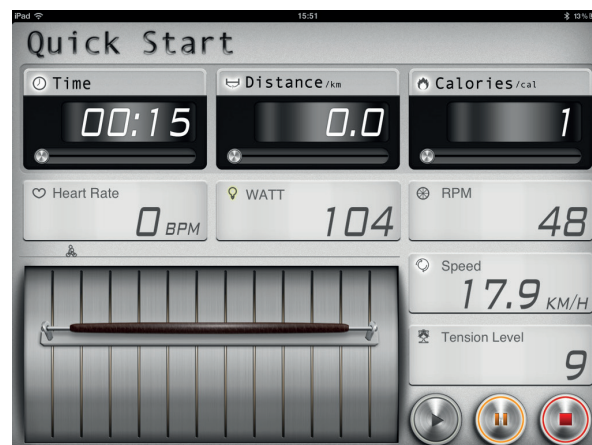 iPad 15:51 13%
Quick Start
Time Distance/km Calories/cal
00:15 0.0 1
Heart Rate WATT RPM
0 BPM 104 48
Speed
17.9 KM/H
Tension Level
9